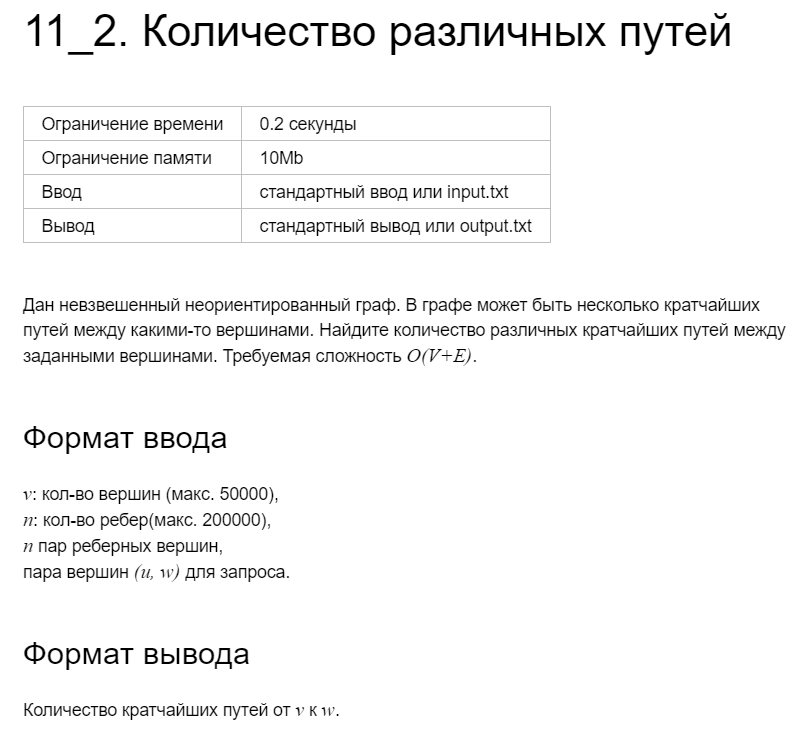 11_2. Количество различных путей
Ограничение времени 0.2 секунды
Ограничение памяти 10Mb
Ввод стандартный ввод или input.txt
Вывод стандартный вывод или output.txt
Дан невзвешенный неориентированный граф. В графе может быть несколько кратчайших
путей между какими-то вершинами. Найдите количество различных кратчайших путей между
заданными вершинами. Требуемая сложность O(V+E).
Формат ввода
v: кол-во вершин (макс. 50000),
n: кол-во ребер(макс. 200000),
n пар реберных вершин,
пара вершин (u, w) для запроса.
Формат вывода
Количество кратчайших путей от v к w.